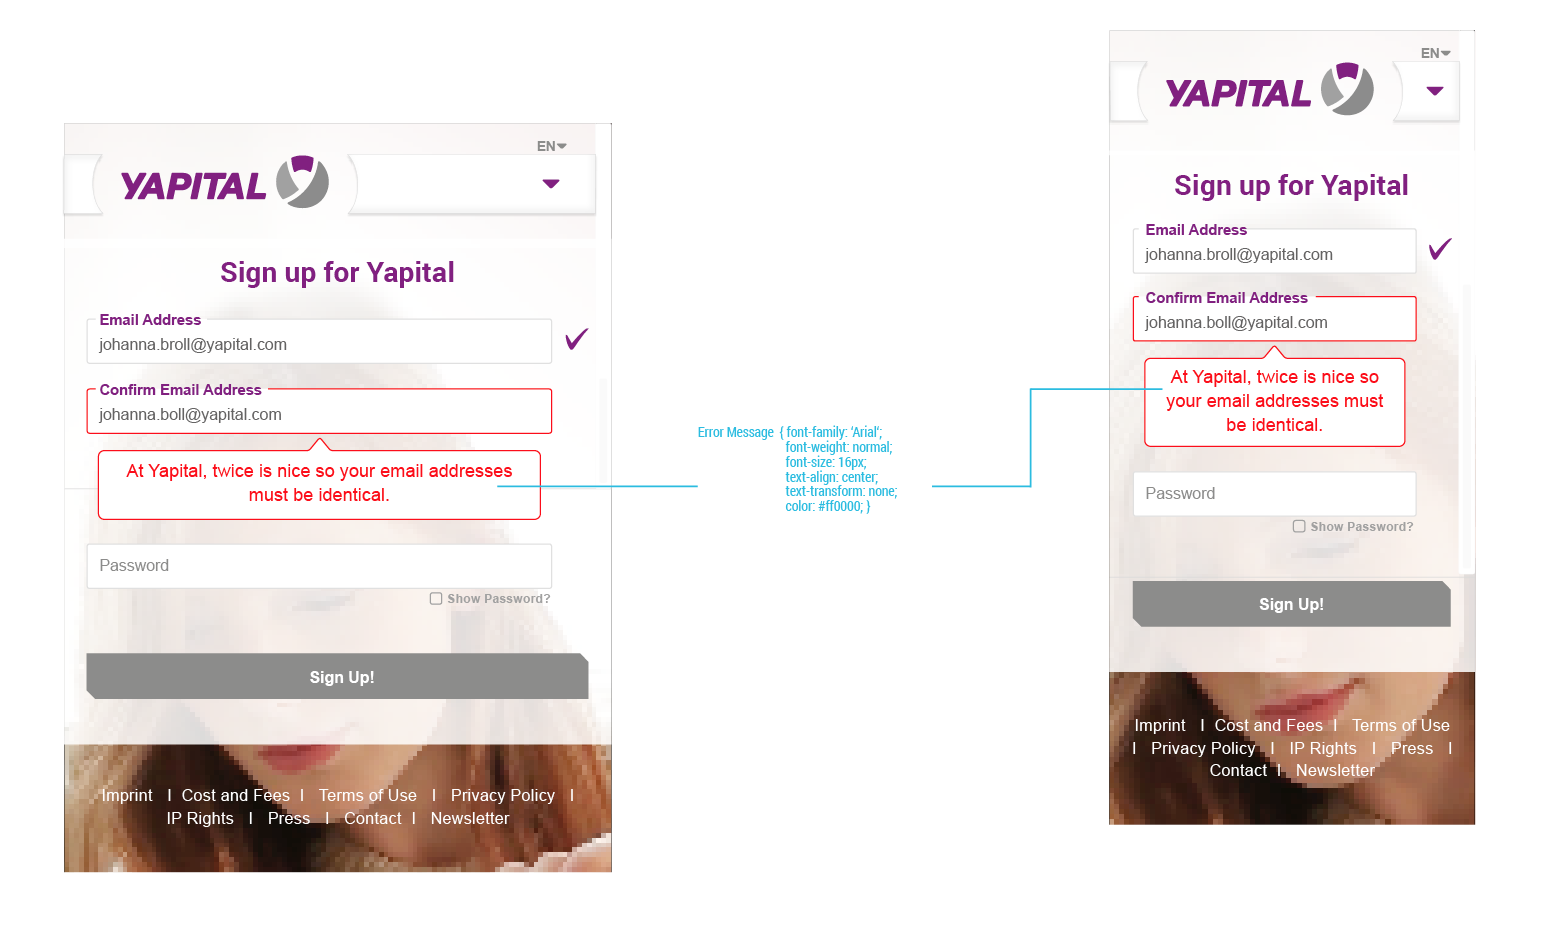 EN
YAPITAL
Sign up for Yapital
Email Address
johanna.broll@yapital.com
Confirm Email Address
johanna.boll@yapital.com
At Yapital, twice is nice so your email addresses
must be identical.
Password
Show Password?
Sign Up!
Imprint I Cost and Fees I Terms of Use I Privacy Policy I
IP Rights I Press I Contact I Newsletter
Error Message { font-family: 'Arial';
font-weight: normal;
font-size: 16px;
text-align: center;
text-transform: none;
color: #ff0000; }
EN
YAPITAL
Sign up for Yapital
Email Address
johanna.broll@yapital.com
Confirm Email Address
johanna.boll@yapital.com
At Yapital, twice is nice so
your email addresses must
be identical.
Password
Show Password?
Sign Up!
Imprint I Cost and Fees I Terms of Use
I Privacy Policy I IP Rights I Press I
Contact I Newsletter